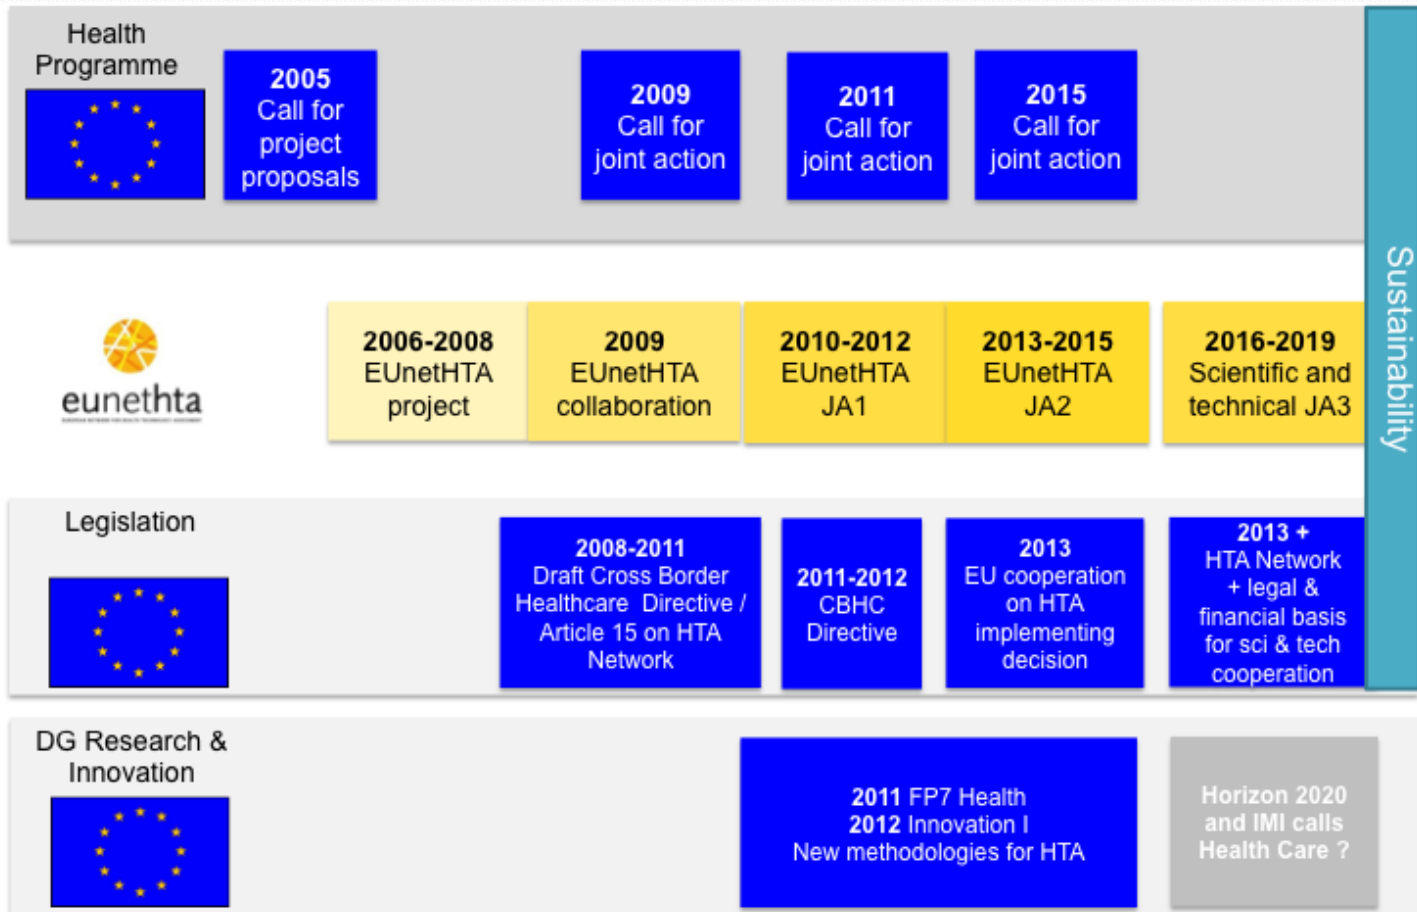 Health
Programme
2005
Call for
project
proposals
2009
Call for
joint action
2011
Call for
joint action
2015
Call for
joint action
Sustainability
eunethta
2006-2008
EUnetHTA
project
2009
EUnetHTA
collaboration
2010-2012
EUnetHTA
JA1
2013-2015
EUnetHTA
JA2
2016-2019
Scientific and
technical JA3
Legislation
2008-2011
Draft Cross Border
Healthcare Directive /
Article 15 on HTA
Network
2011-2012
CBHC
Directive
2013
EU cooperation
on HTA
implementing
decision
2013 +
HTA Network
+ legal &
financial basis
for sci & tech
cooperation
DG Research &
Innovation
2011 FP7 Health
2012 Innovation I
New methodologies for HTA
Horizon 2020
and IMI calls
Health Care ?